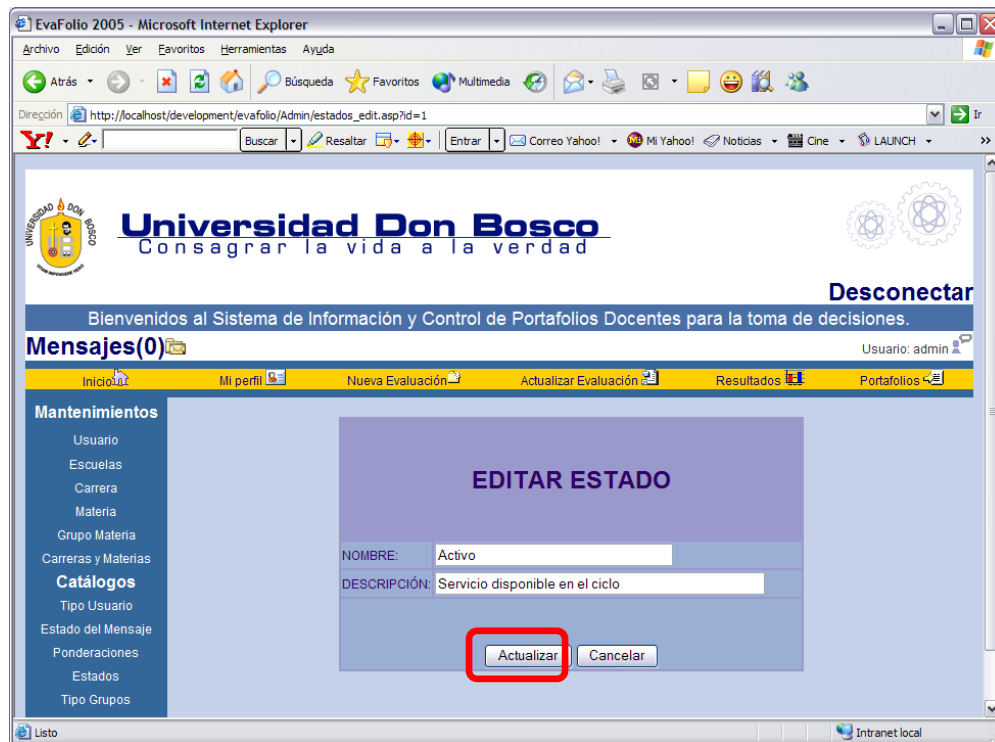 EvaFolio 2005 - Microsoft Internet Explorer
Archivo Edición Ver Favoritos Herramientas Ayuda
Atrás Búsqueda Favoritos Multimedia
Dirección http://localhost/development/evafolio/Admin/estados_edit.asp?id=1 Ir
Y! Buscar Resaltar Entrar Correo Yahoo! Mi Yahoo! Noticias Cine LAUNCH »
UNIVERSIDAD DON BOSCO
Universidad Don Bosco
Consagrar la vida a la verdad
Desconectar
Bienvenidos al Sistema de Información y Control de Portafolios Docentes para la toma de decisiones.
Mensajes(0) Usuario: admin
Inicio Mi perfil Nueva Evaluación Actualizar Evaluación Resultados Portafolios
Mantenimientos
Usuario
Escuelas
Carrera
Materia
Grupo Materia
Carreras y Materias
Catálogos
Tipo Usuario
Estado del Mensaje
Ponderaciones
Estados
Tipo Grupos
EDITAR ESTADO
NOMBRE: Activo
DESCRIPCIÓN: Servicio disponible en el ciclo
Actualizar Cancelar
Listo Intranet local